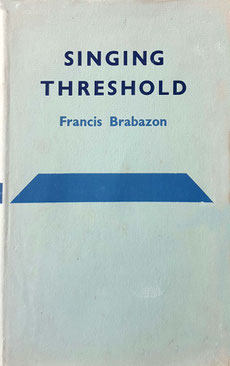 SINGING
THRESHOLD
Francis Brabazon